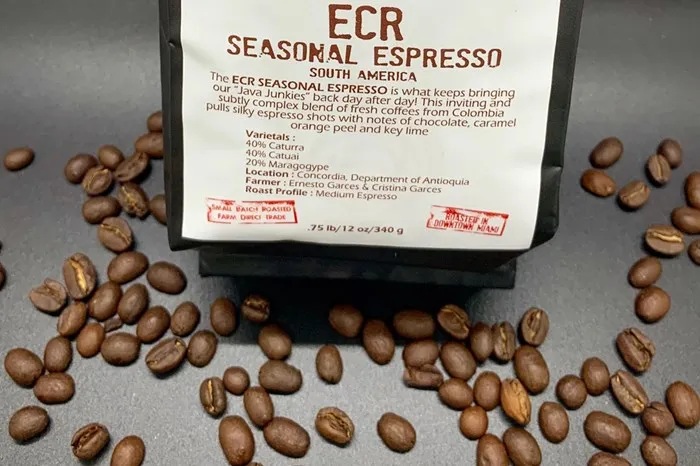 ECR
SEASONAL ESPRESSO
SOUTH AMERICA
The ECR SEASONAL ESPRESSO is what keeps bringing
our "Java Junkies" back day after day! This inviting and
subtly complex blend of fresh coffees from Colombia
pulls silky espresso shots with notes of chocolate, caramel
orange peel and key lime
Varietals :
40% Caturra
40% Catuai
20% Maragogype
Location : Concordia, Department of Antioquia
Farmer : Ernesto Garces & Cristina Garces
Roast Profile : Medium Espresso
SMALL BATCH ROASTED
FARM DIRECT TRADE
ROASTED IN
DOWNTOWN MIAMI
.75 lb/12 oz/340 g